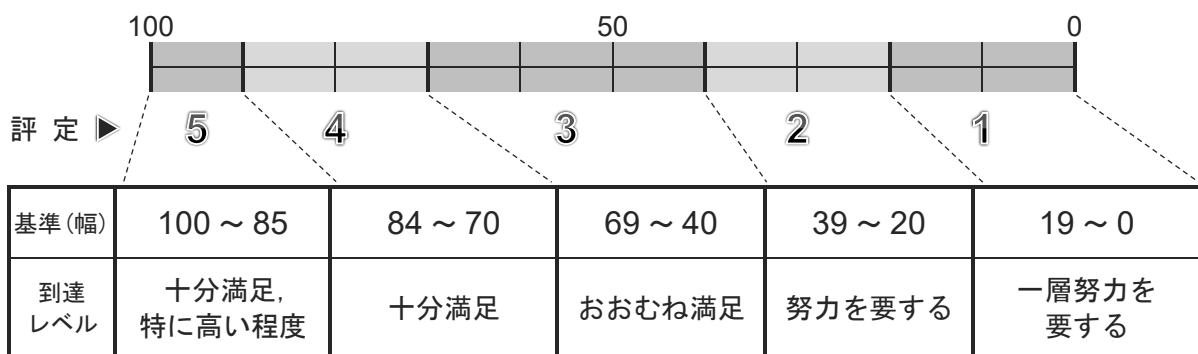 100 50 0
評 定 ▶ 5 4 3 2 1
基準(幅) 100 ~ 85 84 ~ 70 69 ~ 40 39 ~ 20 19 ~ 0
到達
レベル
十分満足,
特に高い程度
十分満足
おおむね満足
努力を要する
一層努力を
要する